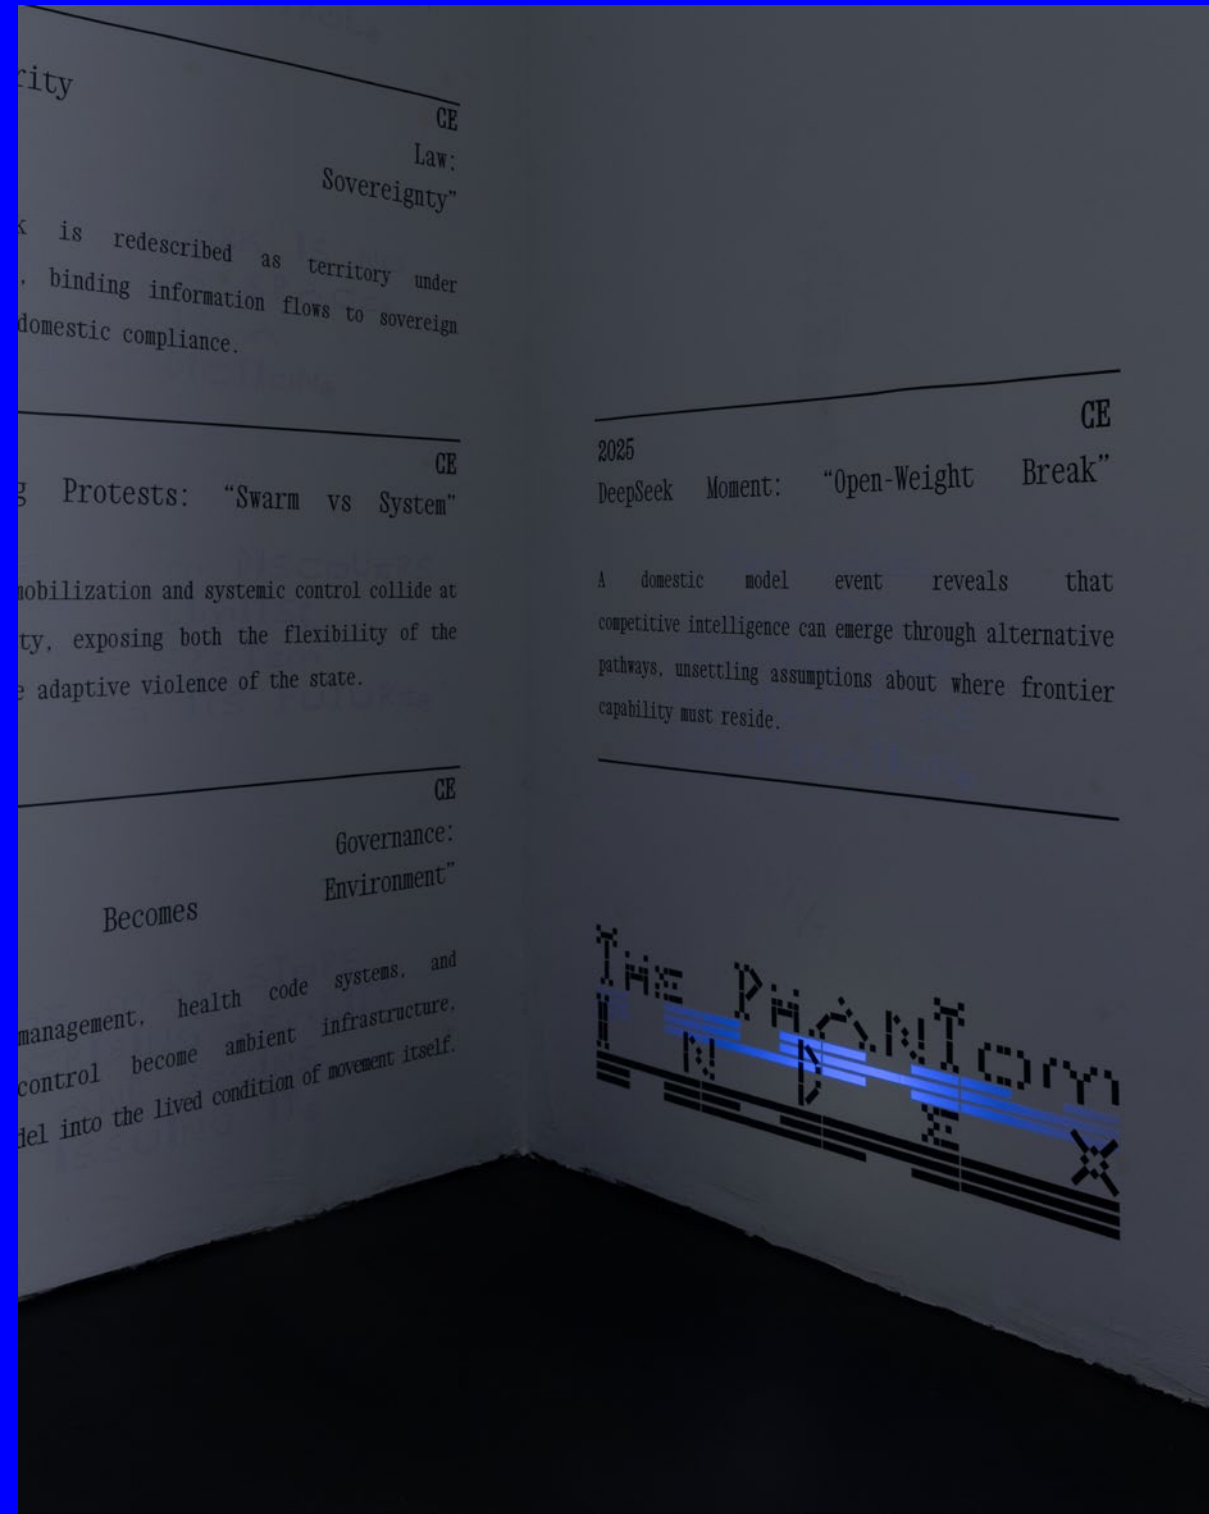 rity
CE
Law:
Sovereignty”
is redescribed as territory under
, binding information flows to sovereign
domestic compliance.
CE
Protests: “Swarm vs System”
mobilization and systemic control collide at
ty, exposing both the flexibility of the
adaptive violence of the state.
CE
Governance:
Becomes Environment”
management, health code systems, and
control become ambient infrastructure,
del into the lived condition of movement itself.
CE
2025
DeepSeek Moment: “Open-Weight Break”
A domestic model event reveals that
competitive intelligence can emerge through alternative
pathways, unsettling assumptions about where frontier
capability must reside.
THE PHANTOM
INDEX